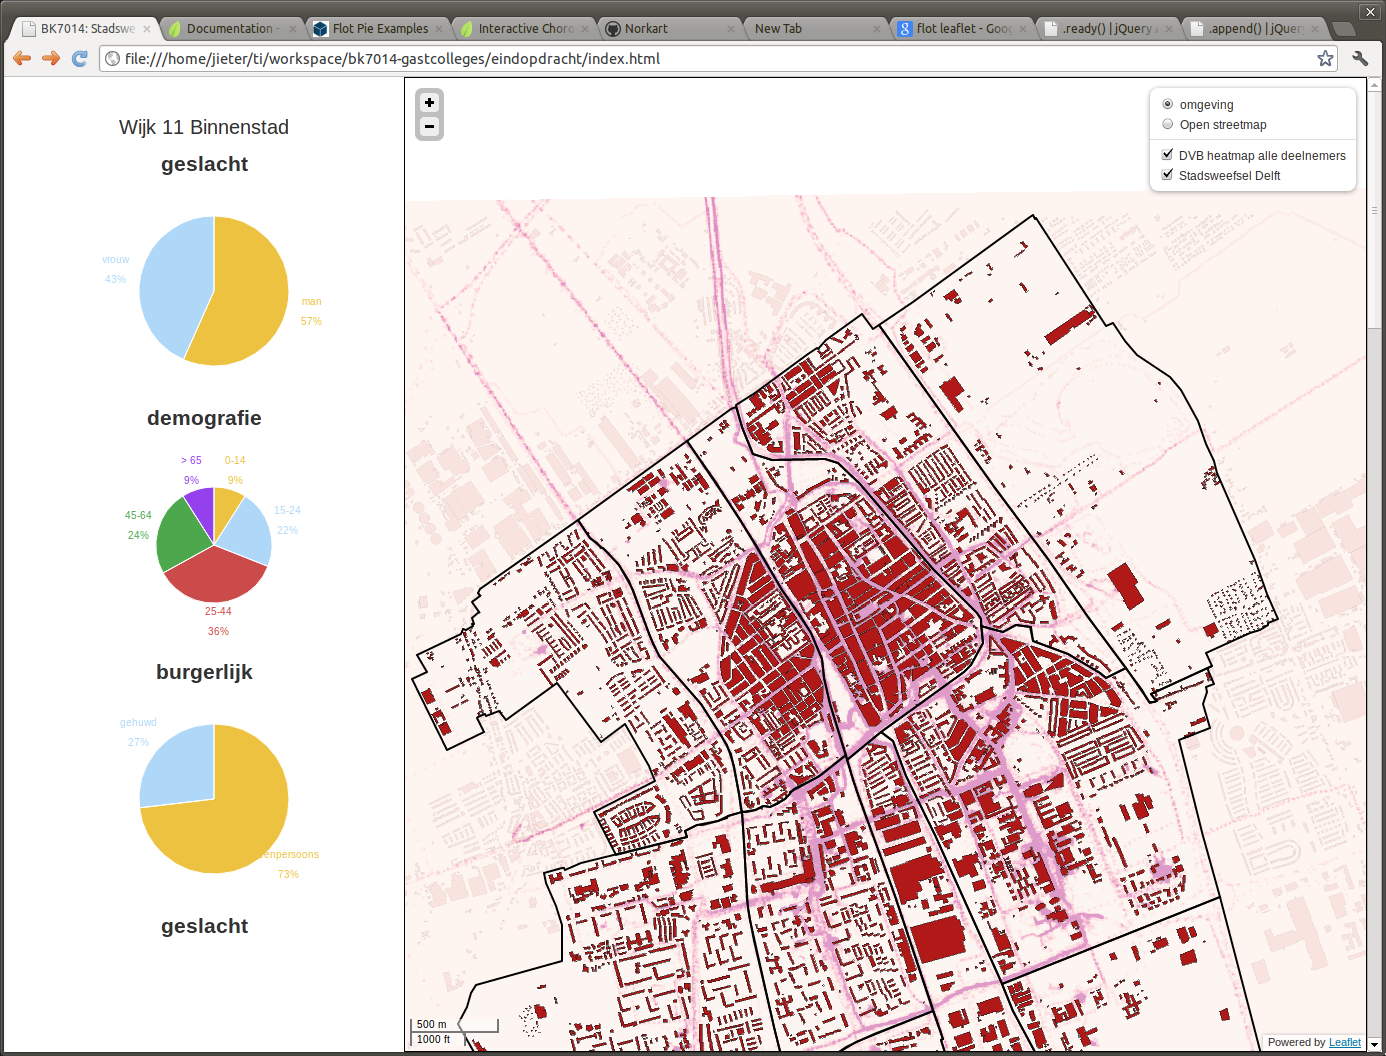 BK7014: Stadswe
Documentation -
Flot Pie Examples
Interactive Choro
Norkart
New Tab
flot leaflet - Goog
.ready() | jQuery A
.append() | jQuery
file:///home/jieter/ti/workspace/bk7014-gastcolleges/eindopdracht/index.html
Wijk 11 Binnenstad
geslacht
vrouw
43%
man
57%
demografie
> 65
9%
0-14
9%
15-24
22%
45-64
24%
25-44
36%
burgerlijk
gehuwd
27%
enpersoons
73%
geslacht
+
−
omgeving
Open streetmap
DVB heatmap alle deelnemers
Stadsweefsel Delft
500 m
1000 ft
Powered by Leaflet